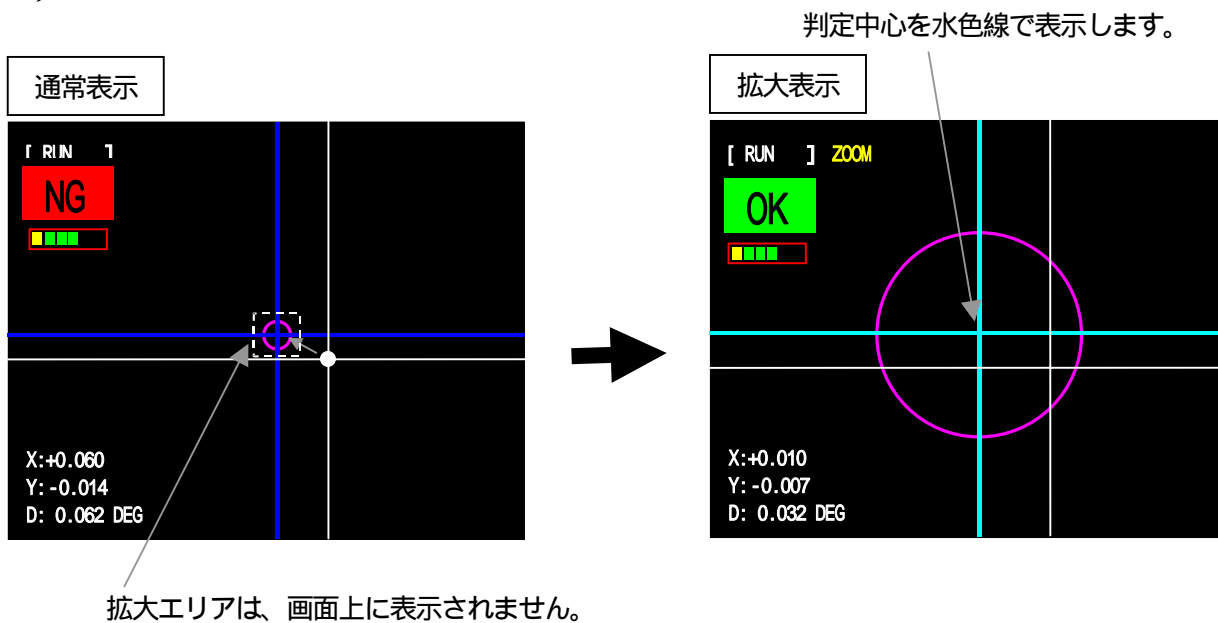 判定中心を水色線で表示します。
通常表示
拡大表示
[ RUN ]
NG
X:+0.060
Y:-0.014
D: 0.062 DEG
[ RUN ] ZOOM
OK
X:+0.010
Y:-0.007
D: 0.032 DEG
拡大エリアは、画面上に表示されません。